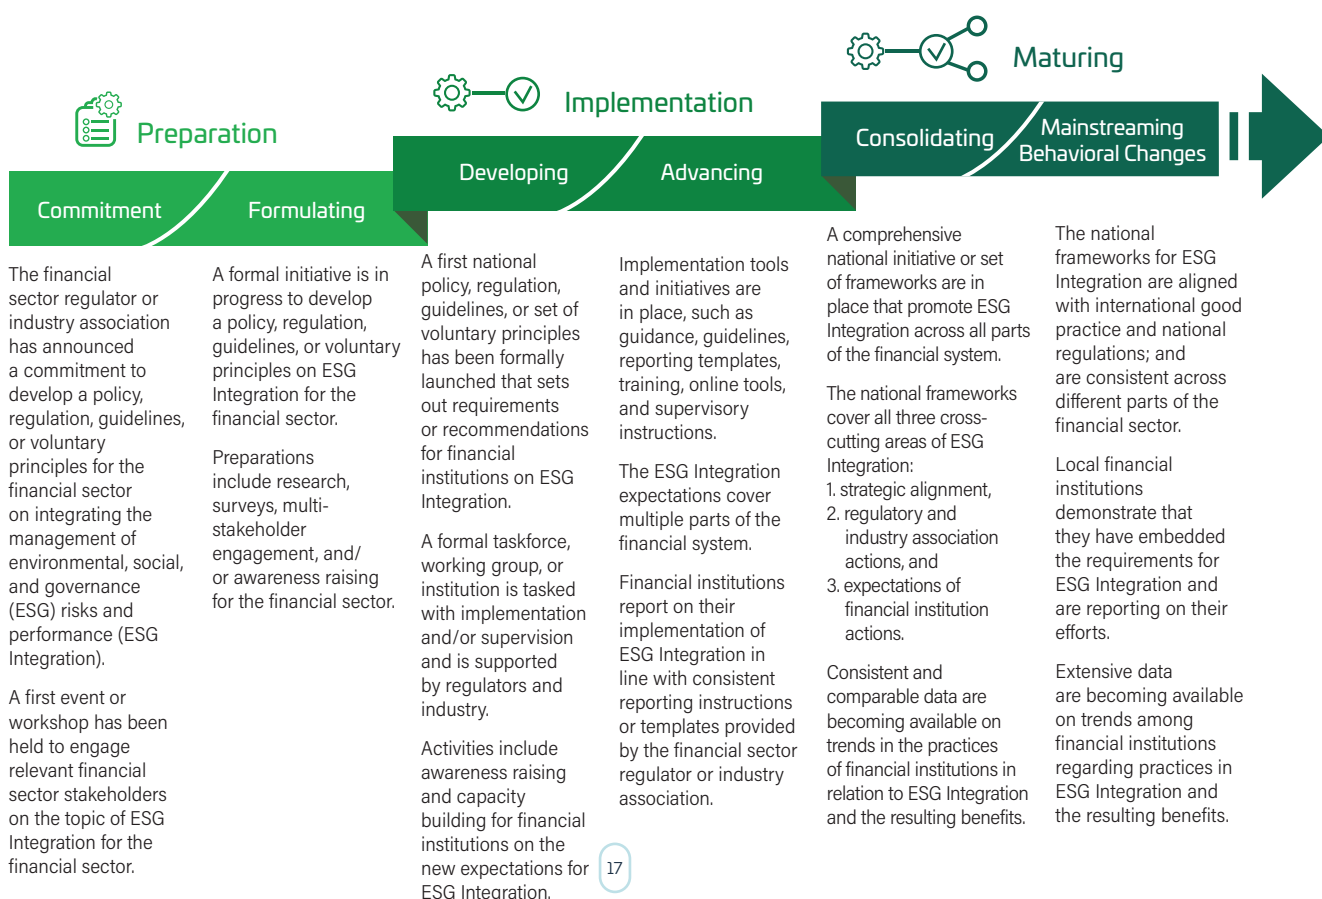 Preparation
Implementation
Maturing
Commitment
Formulating
Developing
Advancing
Consolidating
Mainstreaming
Behavioral Changes
The financial
sector regulator or
industry association
has announced
a commitment to
develop a policy,
regulation, guidelines,
or voluntary
principles for the
financial sector
on integrating the
management of
environmental, social,
and governance
(ESG) risks and
performance (ESG
Integration).
A first event or
workshop has been
held to engage
relevant financial
sector stakeholders
on the topic of ESG
Integration for the
financial sector.
A formal initiative is in
progress to develop
a policy, regulation,
guidelines, or voluntary
principles on ESG
Integration for the
financial sector.
Preparations
include research,
surveys, multi-
stakeholder
engagement, and/
or awareness raising
for the financial sector.
A first national
policy, regulation,
guidelines, or set of
voluntary principles
has been formally
launched that sets
out requirements
or recommendations
for financial
institutions on ESG
Integration.
A formal taskforce,
working group, or
institution is tasked
with implementation
and/or supervision
and is supported
by regulators and
industry.
Activities include
awareness raising
and capacity
building for financial
institutions on the
new expectations for
ESG Integration.
Implementation tools
and initiatives are
in place, such as
guidance, guidelines,
reporting templates,
training, online tools,
and supervisory
instructions.
The ESG Integration
expectations cover
multiple parts of the
financial system.
Financial institutions
report on their
implementation of
ESG Integration in
line with consistent
reporting instructions
or templates provided
by the financial sector
regulator or industry
association.
A comprehensive
national initiative or set
of frameworks are in
place that promote ESG
Integration across all parts
of the financial system.
The national frameworks
cover all three cross-
cutting areas of ESG
Integration:
1. strategic alignment,
2. regulatory and
industry association
actions, and
3. expectations of
financial institution
actions.
Consistent and
comparable data are
becoming available on
trends in the practices
of financial institutions in
relation to ESG Integration
and the resulting benefits.
The national
frameworks for ESG
Integration are aligned
with international good
practice and national
regulations; and
are consistent across
different parts of the
financial sector.
Local financial
institutions
demonstrate that
they have embedded
the requirements for
ESG Integration and
are reporting on their
efforts.
Extensive data
are becoming available
on trends among
financial institutions
regarding practices in
ESG Integration and
the resulting benefits.
17